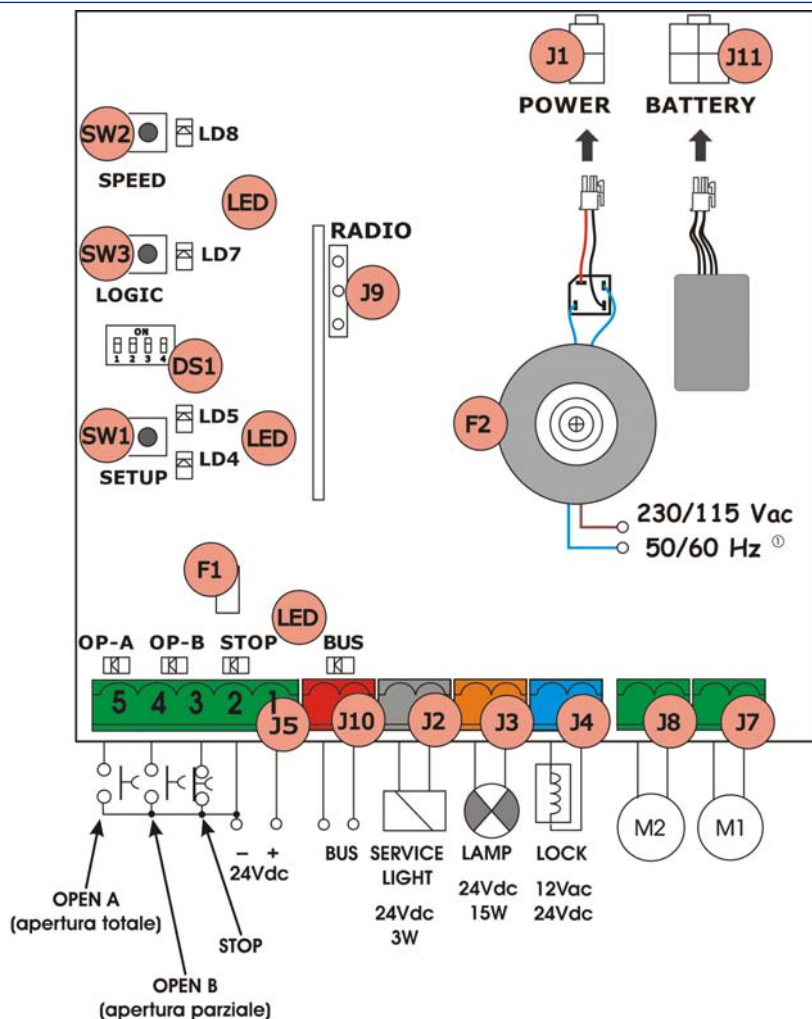 J1
J11
POWER
BATTERY
SW2
LD8
SPEED
LED
RADIO
SW3
LD7
LOGIC
J9
ON
1 2 3 4
DS1
LD5
F2
SW1
LED
LD4
SETUP
230/115 Vac
50/60 Hz ①
F1
LED
OP-A OP-B STOP BUS
5 4 3 2 1
J5 J10 J2 J3 J4 J8 J7
M2 M1
− +
24Vdc
BUS
SERVICE
LIGHT
24Vdc
3W
LAMP
24Vdc
15W
LOCK
12Vac
24Vdc
OPEN A
(apertura totale)
STOP
OPEN B
(apertura parziale)